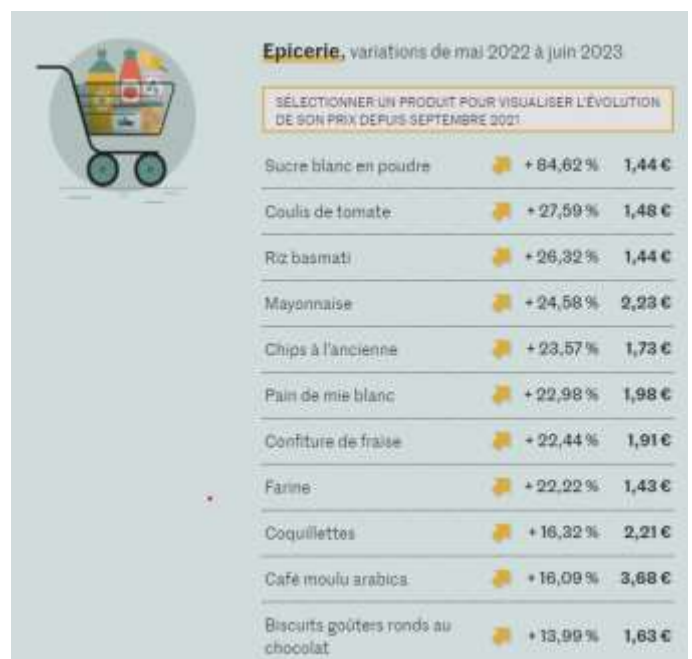 Epicerie, variations de mai 2022 à juin 2023
SÉLECTIONNER UN PRODUIT POUR VISUALISER L'ÉVOLUTION
DE SON PRIX DEPUIS SEPTEMBRE 2021
Sucre blanc en poudre + 84,62 % 1,44 €
Coulis de tomate + 27,59 % 1,48 €
Riz basmati + 26,32 % 1,44 €
Mayonnaise + 24,58 % 2,23 €
Chips à l'ancienne + 23,57 % 1,73 €
Pain de mie blanc + 22,98 % 1,98 €
Confiture de fraise + 22,44 % 1,91 €
Farine + 22,22 % 1,43 €
Coquillettes + 16,32 % 2,21 €
Café moulu arabica + 16,09 % 3,68 €
Biscuits goûters ronds au
chocolat + 13,99 % 1,63 €